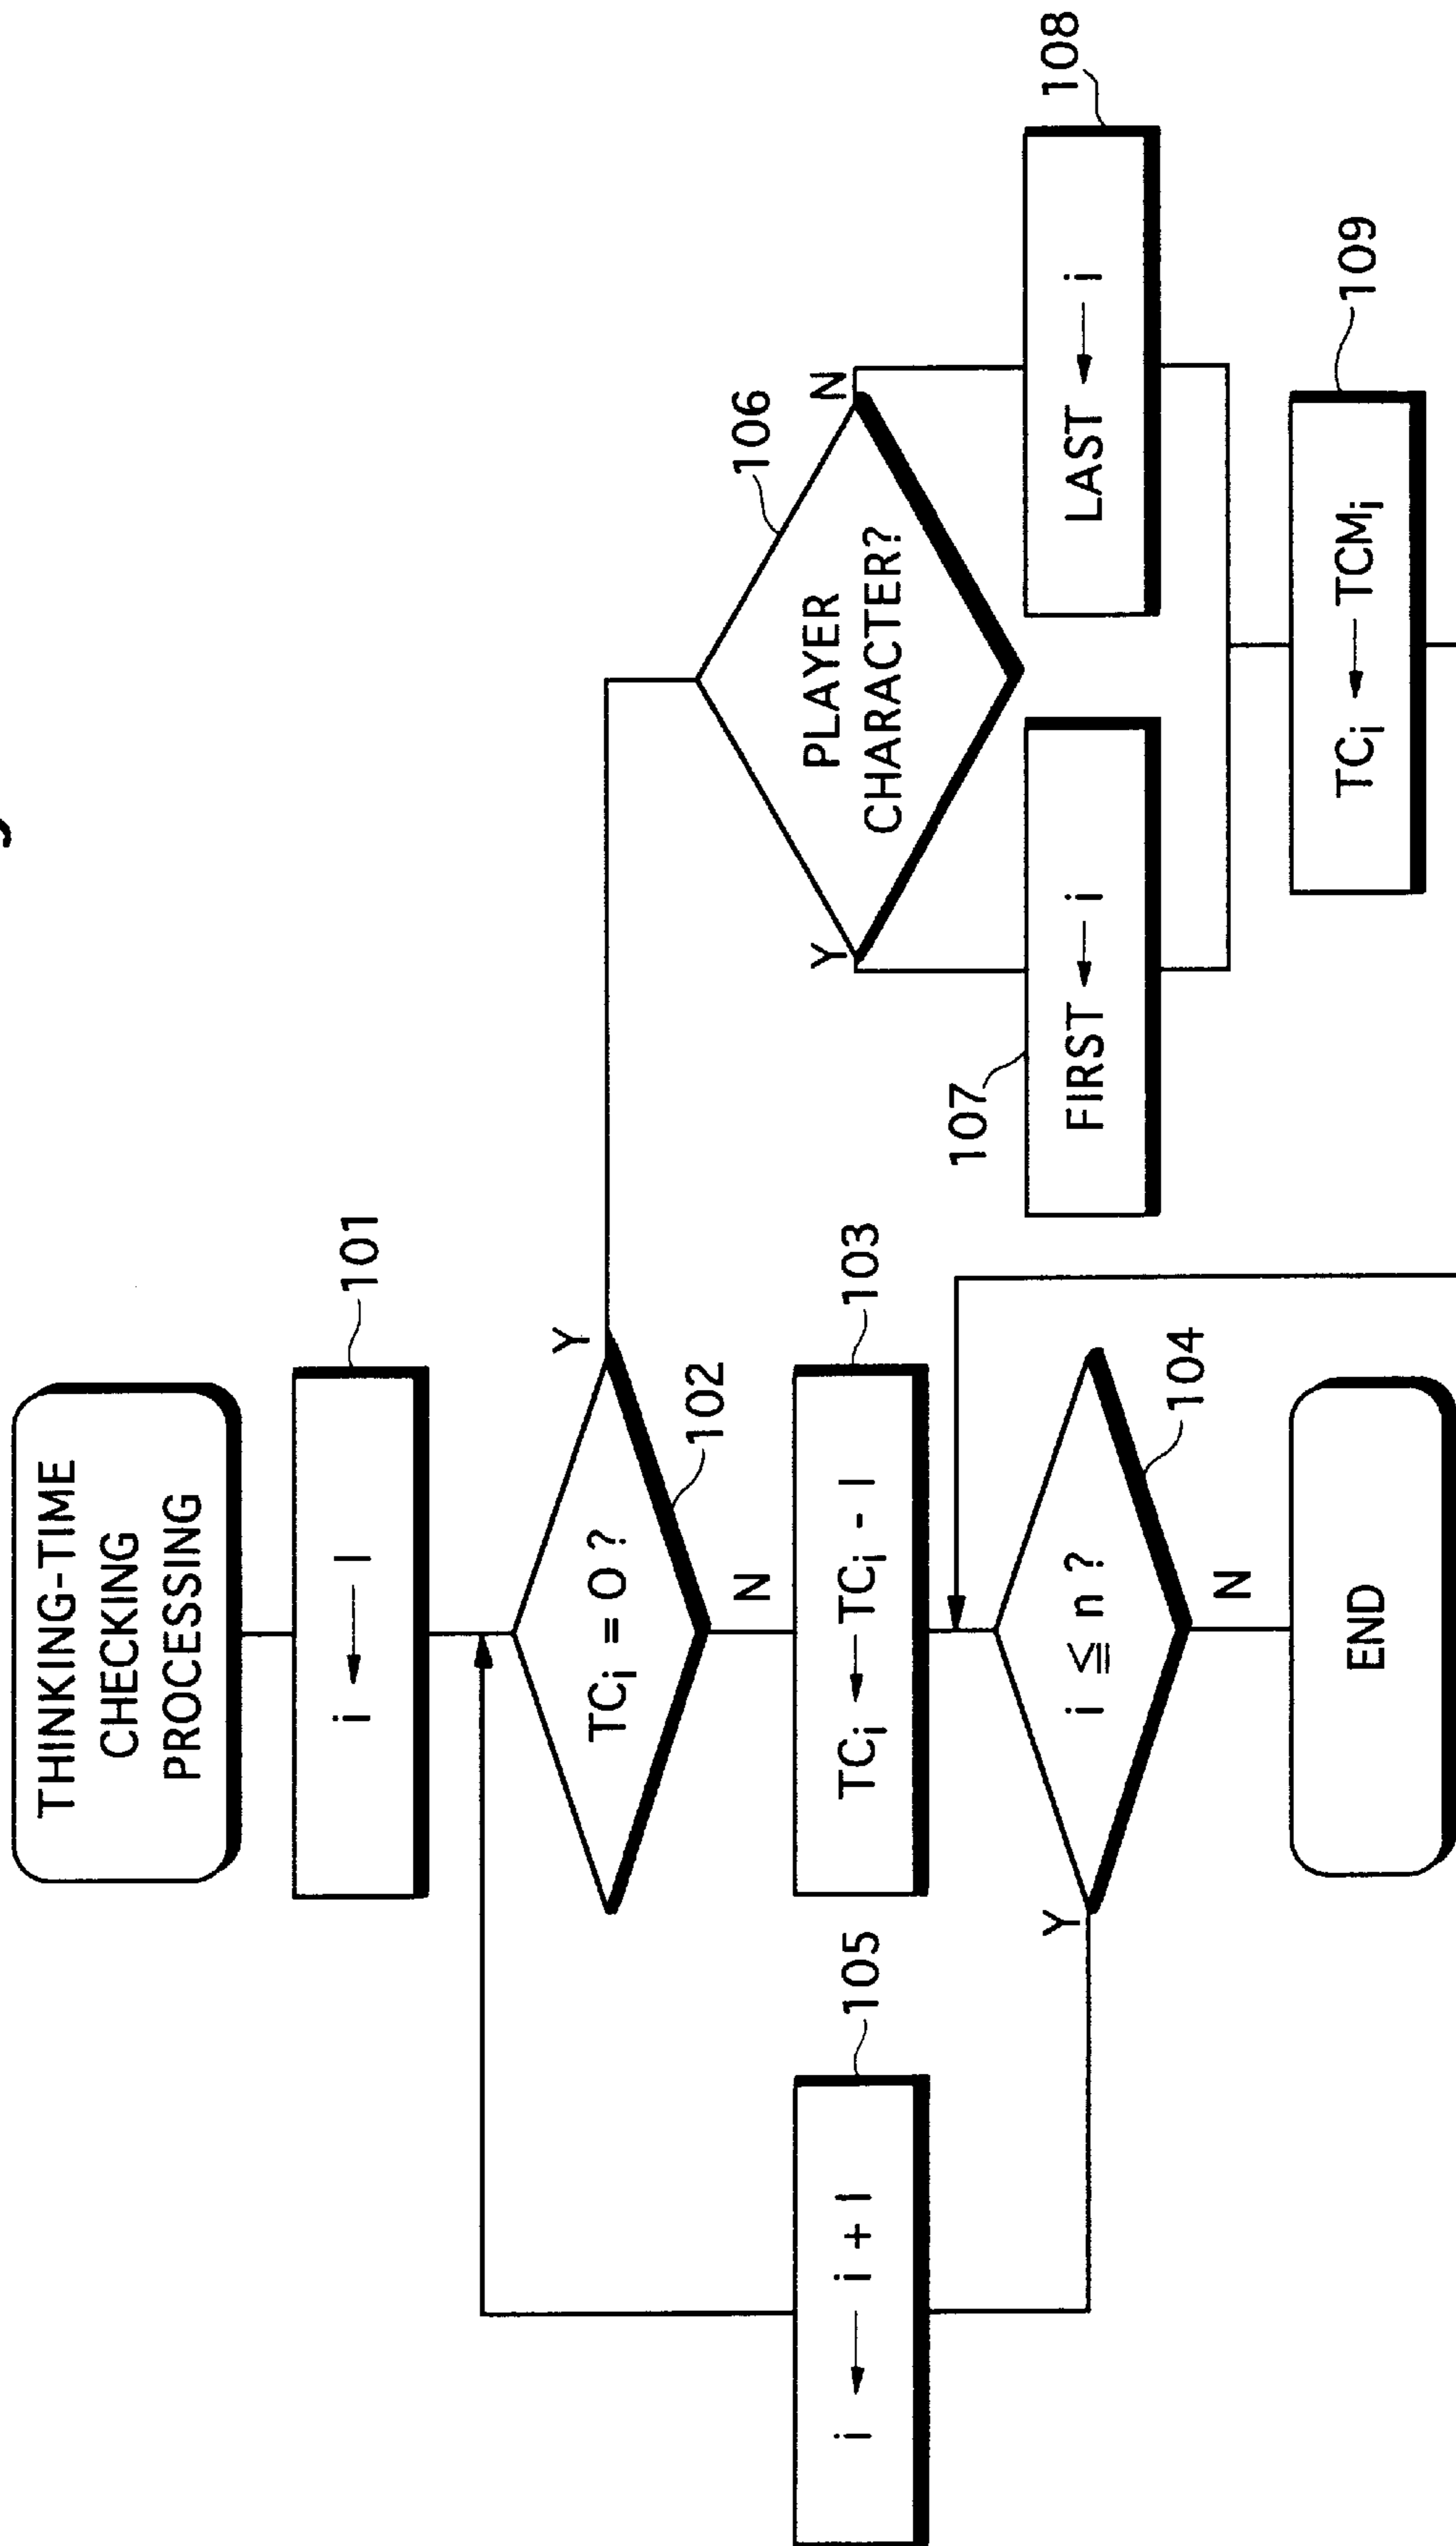 THINKING-TIME
CHECKING
PROCESSING
i ← 1
101
TCi = 0 ?
Y
N
102
TCi ← TCi - 1
103
i ≦ n ?
Y
N
104
i ← i + 1
105
END
PLAYER
CHARACTER?
Y
N
106
FIRST ← i
107
LAST ← i
108
TCi ← TCMi
109